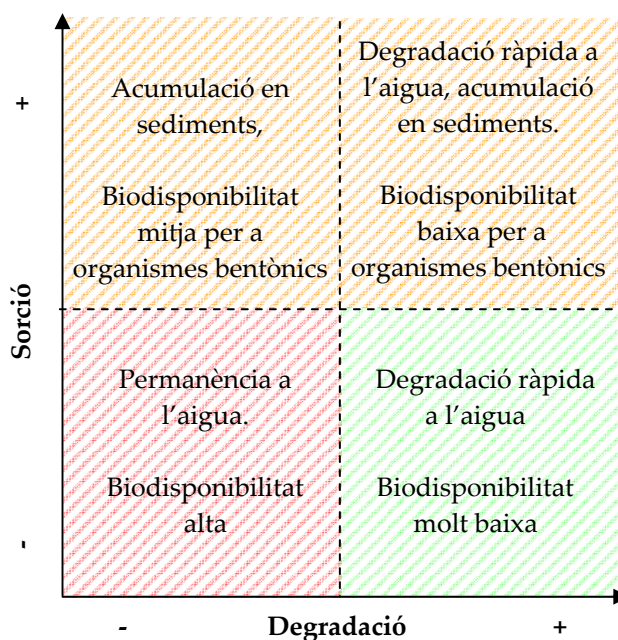 +
Sorció
-
Acumulació en
sediments,
Biodisponibilitat
mitja per a
organismes bentònics
Degradació ràpida a
l’aigua, acumulació
en sediments.
Biodisponibilitat
baixa per a
organismes bentònics
Permanència a
l’aigua.
Biodisponibilitat
alta
Degradació ràpida
a l’aigua
Biodisponibilitat
molt baixa
-
Degradació
+